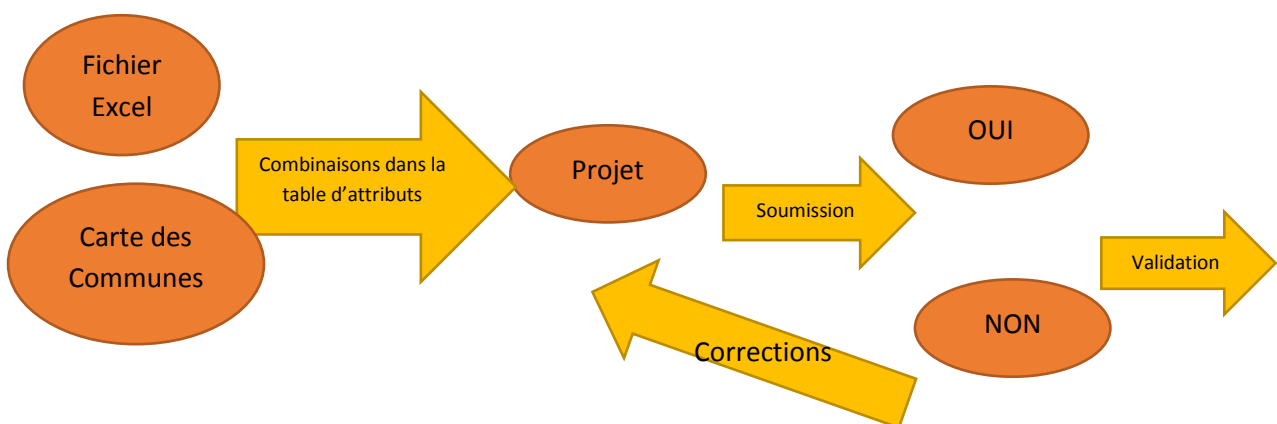 Fichier
Excel
Carte des
Communes
Combinaisons dans la
table d’attributs
Projet
Soumission
OUI
NON
Validation
Corrections